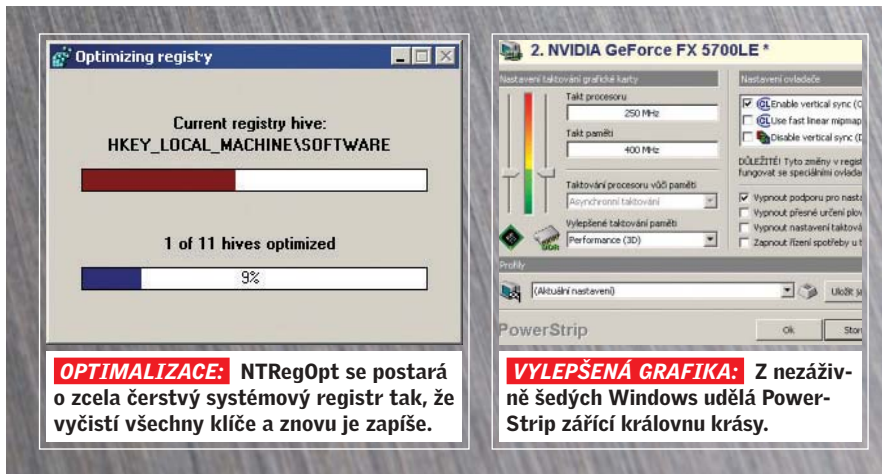 Optimizing registry
Current registry hive:
HKEY_LOCAL_MACHINE\SOFTWARE
1 of 11 hives optimized
9%
OPTIMALIZACE: NTRegOpt se postará
o zcela čerstvý systémový registr tak, že
vyčistí všechny klíče a znovu je zapíše.
2. NVIDIA GeForce FX 5700LE *
Nastavení taktování grafické karty
Takt procesoru
250 MHz
Takt paměti
400 MHz
Taktování procesoru vůči paměti
Asynchronní taktování
Vylepšené taktování paměti
Performance (3D)
Nastavení ovladače
Enable vertical sync (O
Use fast linear mipmap
Disable vertical sync (D
DŮLEŽITÉ! Tyto změny v regist
fungovat se speciálními ovlada
Vypnout podporu pro nasta
Vypnout přesné určení plov
Vypnout nastavení taktová
Zapnout řízení spotřeby u t
Profily
(Aktuální nastavení)
Uložit
PowerStrip
Ok
Stor
VYLEPŠENÁ GRAFIKA: Z nezáživ-
ně šedých Windows udělá Power-
Strip zářící královnu krásy.